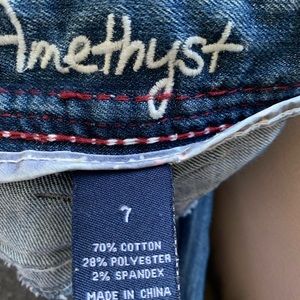 Amethyst
7
70% COTTON
28% POLYESTER
2% SPANDEX
MADE IN CHINA